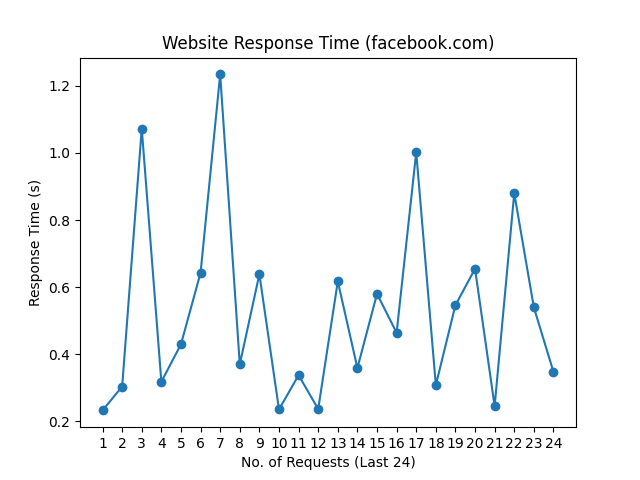 Website Response Time (facebook.com)
1.2
1.0
0.8
0.6
0.4
0.2
Response Time (s)
1 2 3 4 5 6 7 8 9 10 11 12 13 14 15 16 17 18 19 20 21 22 23 24
No. of Requests (Last 24)